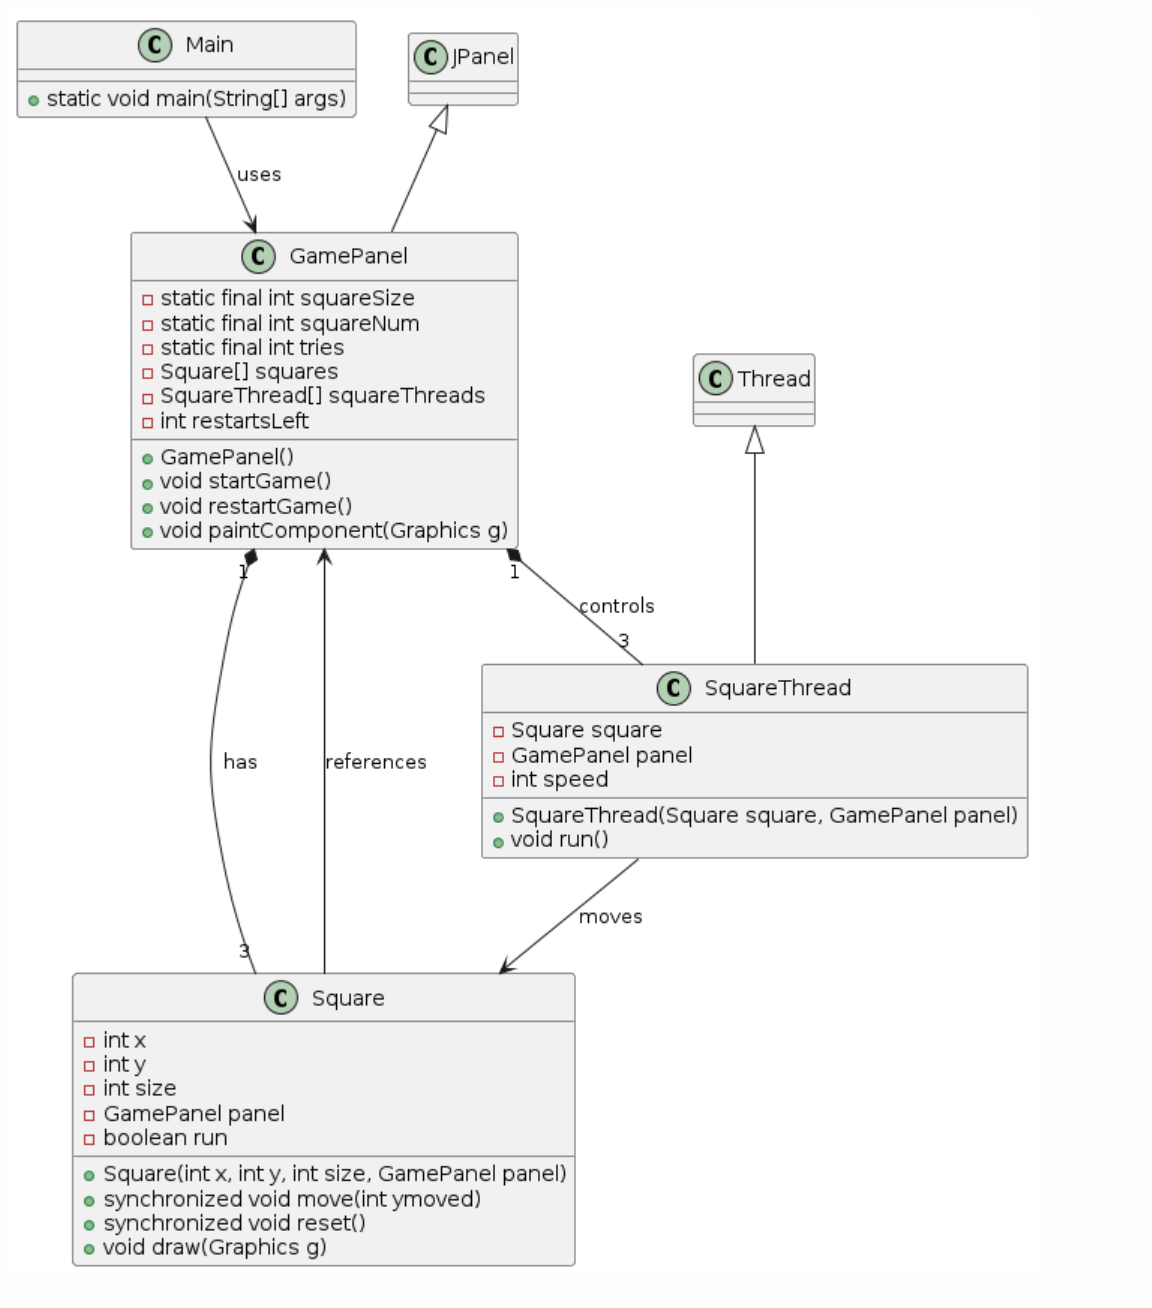 C Main
static void main(String[] args)
C JPanel
uses
C GamePanel
static final int squareSize
static final int squareNum
static final int tries
Square[] squares
SquareThread[] squareThreads
int restartsLeft
GamePanel()
void startGame()
void restartGame()
void paintComponent(Graphics g)
C Thread
1
1
controls
3
C SquareThread
Square square
GamePanel panel
int speed
SquareThread(Square square, GamePanel panel)
void run()
has
references
moves
3
C Square
int x
int y
int size
GamePanel panel
boolean run
Square(int x, int y, int size, GamePanel panel)
synchronized void move(int ymoved)
synchronized void reset()
void draw(Graphics g)